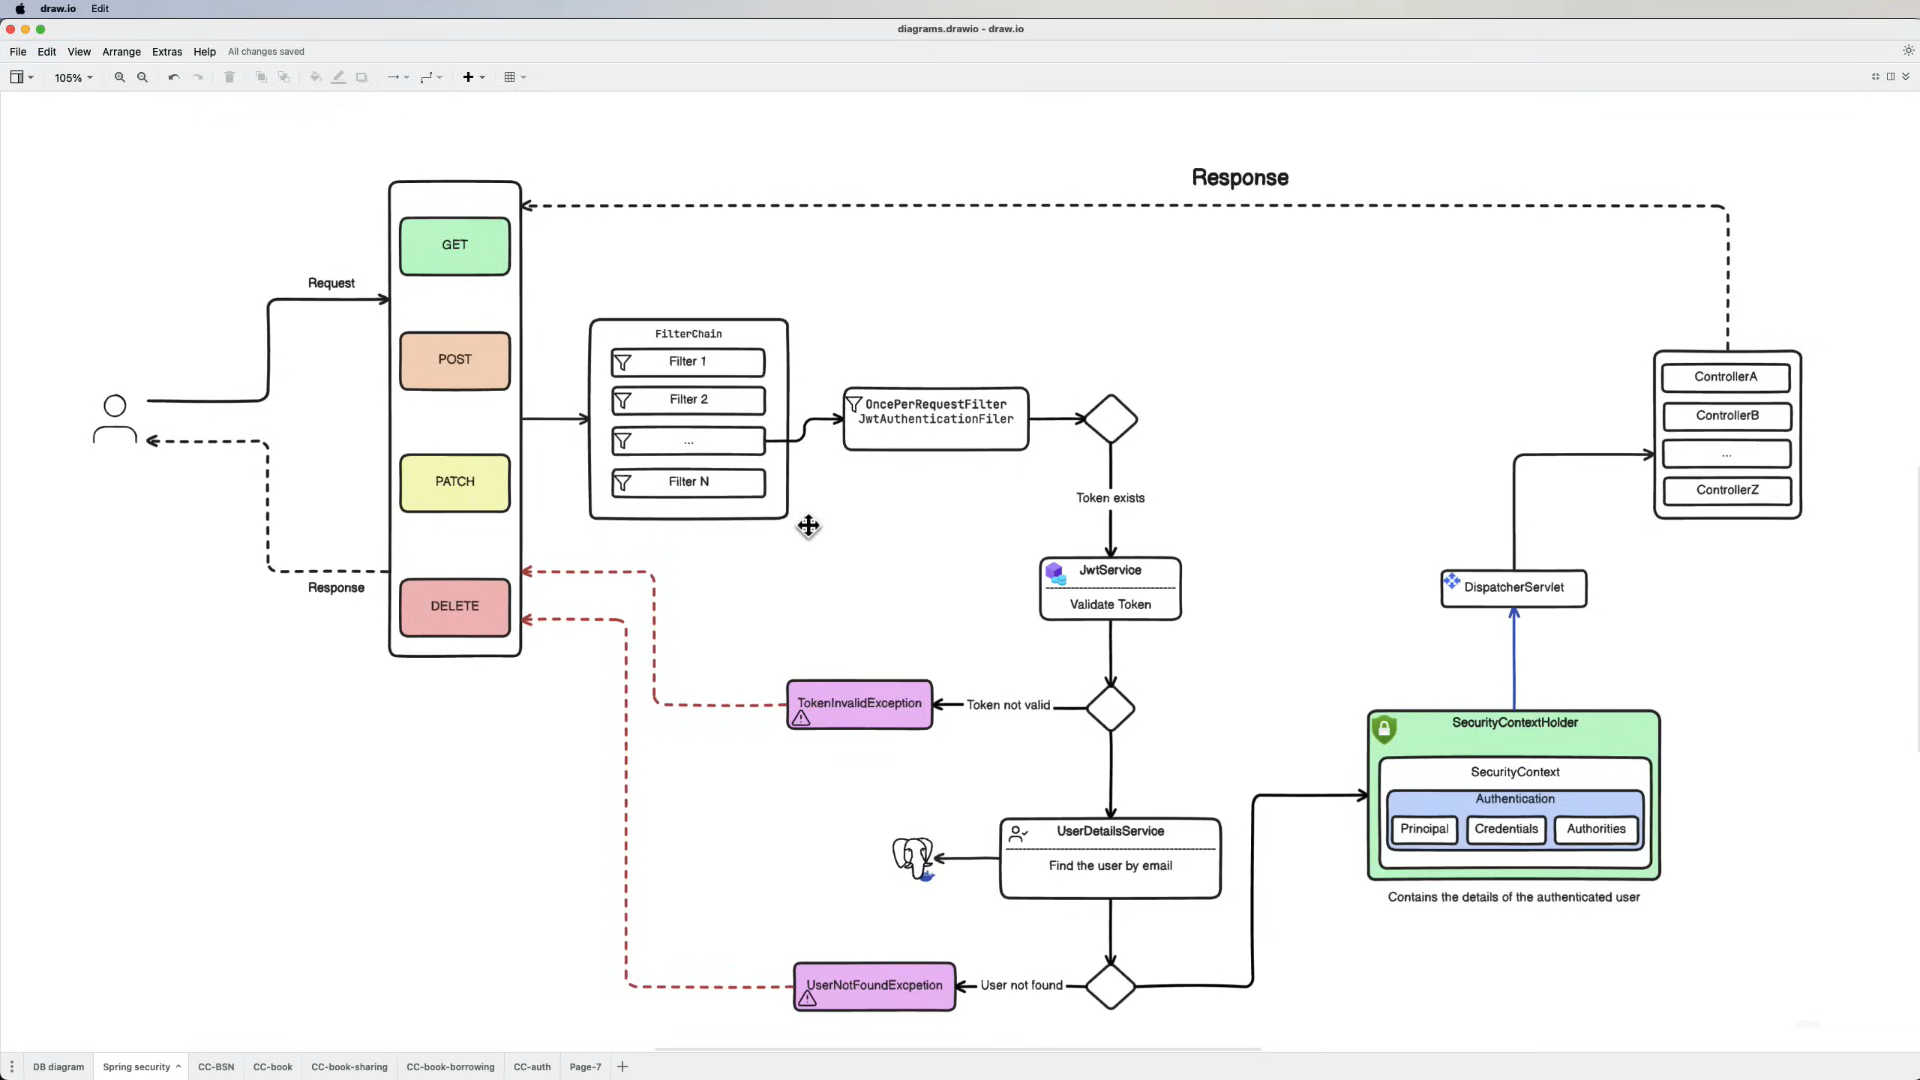 draw.io Edit
diagrams.drawio - draw.io
File Edit View Arrange Extras Help All changes saved
105%
Response
GET
Request
POST
FilterChain
Filter 1
Filter 2
...
Filter N
OncePerRequestFilter
JwtAuthenticationFiler
ControllerA
ControllerB
...
ControllerZ
PATCH
Token exists
Response
DELETE
JwtService
Validate Token
DispatcherServlet
TokenInvalidException
Token not valid
SecurityContextHolder
SecurityContext
Authentication
Principal Credentials Authorities
Contains the details of the authenticated user
UserDetailsService
Find the user by email
UserNotFoundExcpetion
User not found
DB diagram Spring security CC-BSN CC-book CC-book-sharing CC-book-borrowing CC-auth Page-7